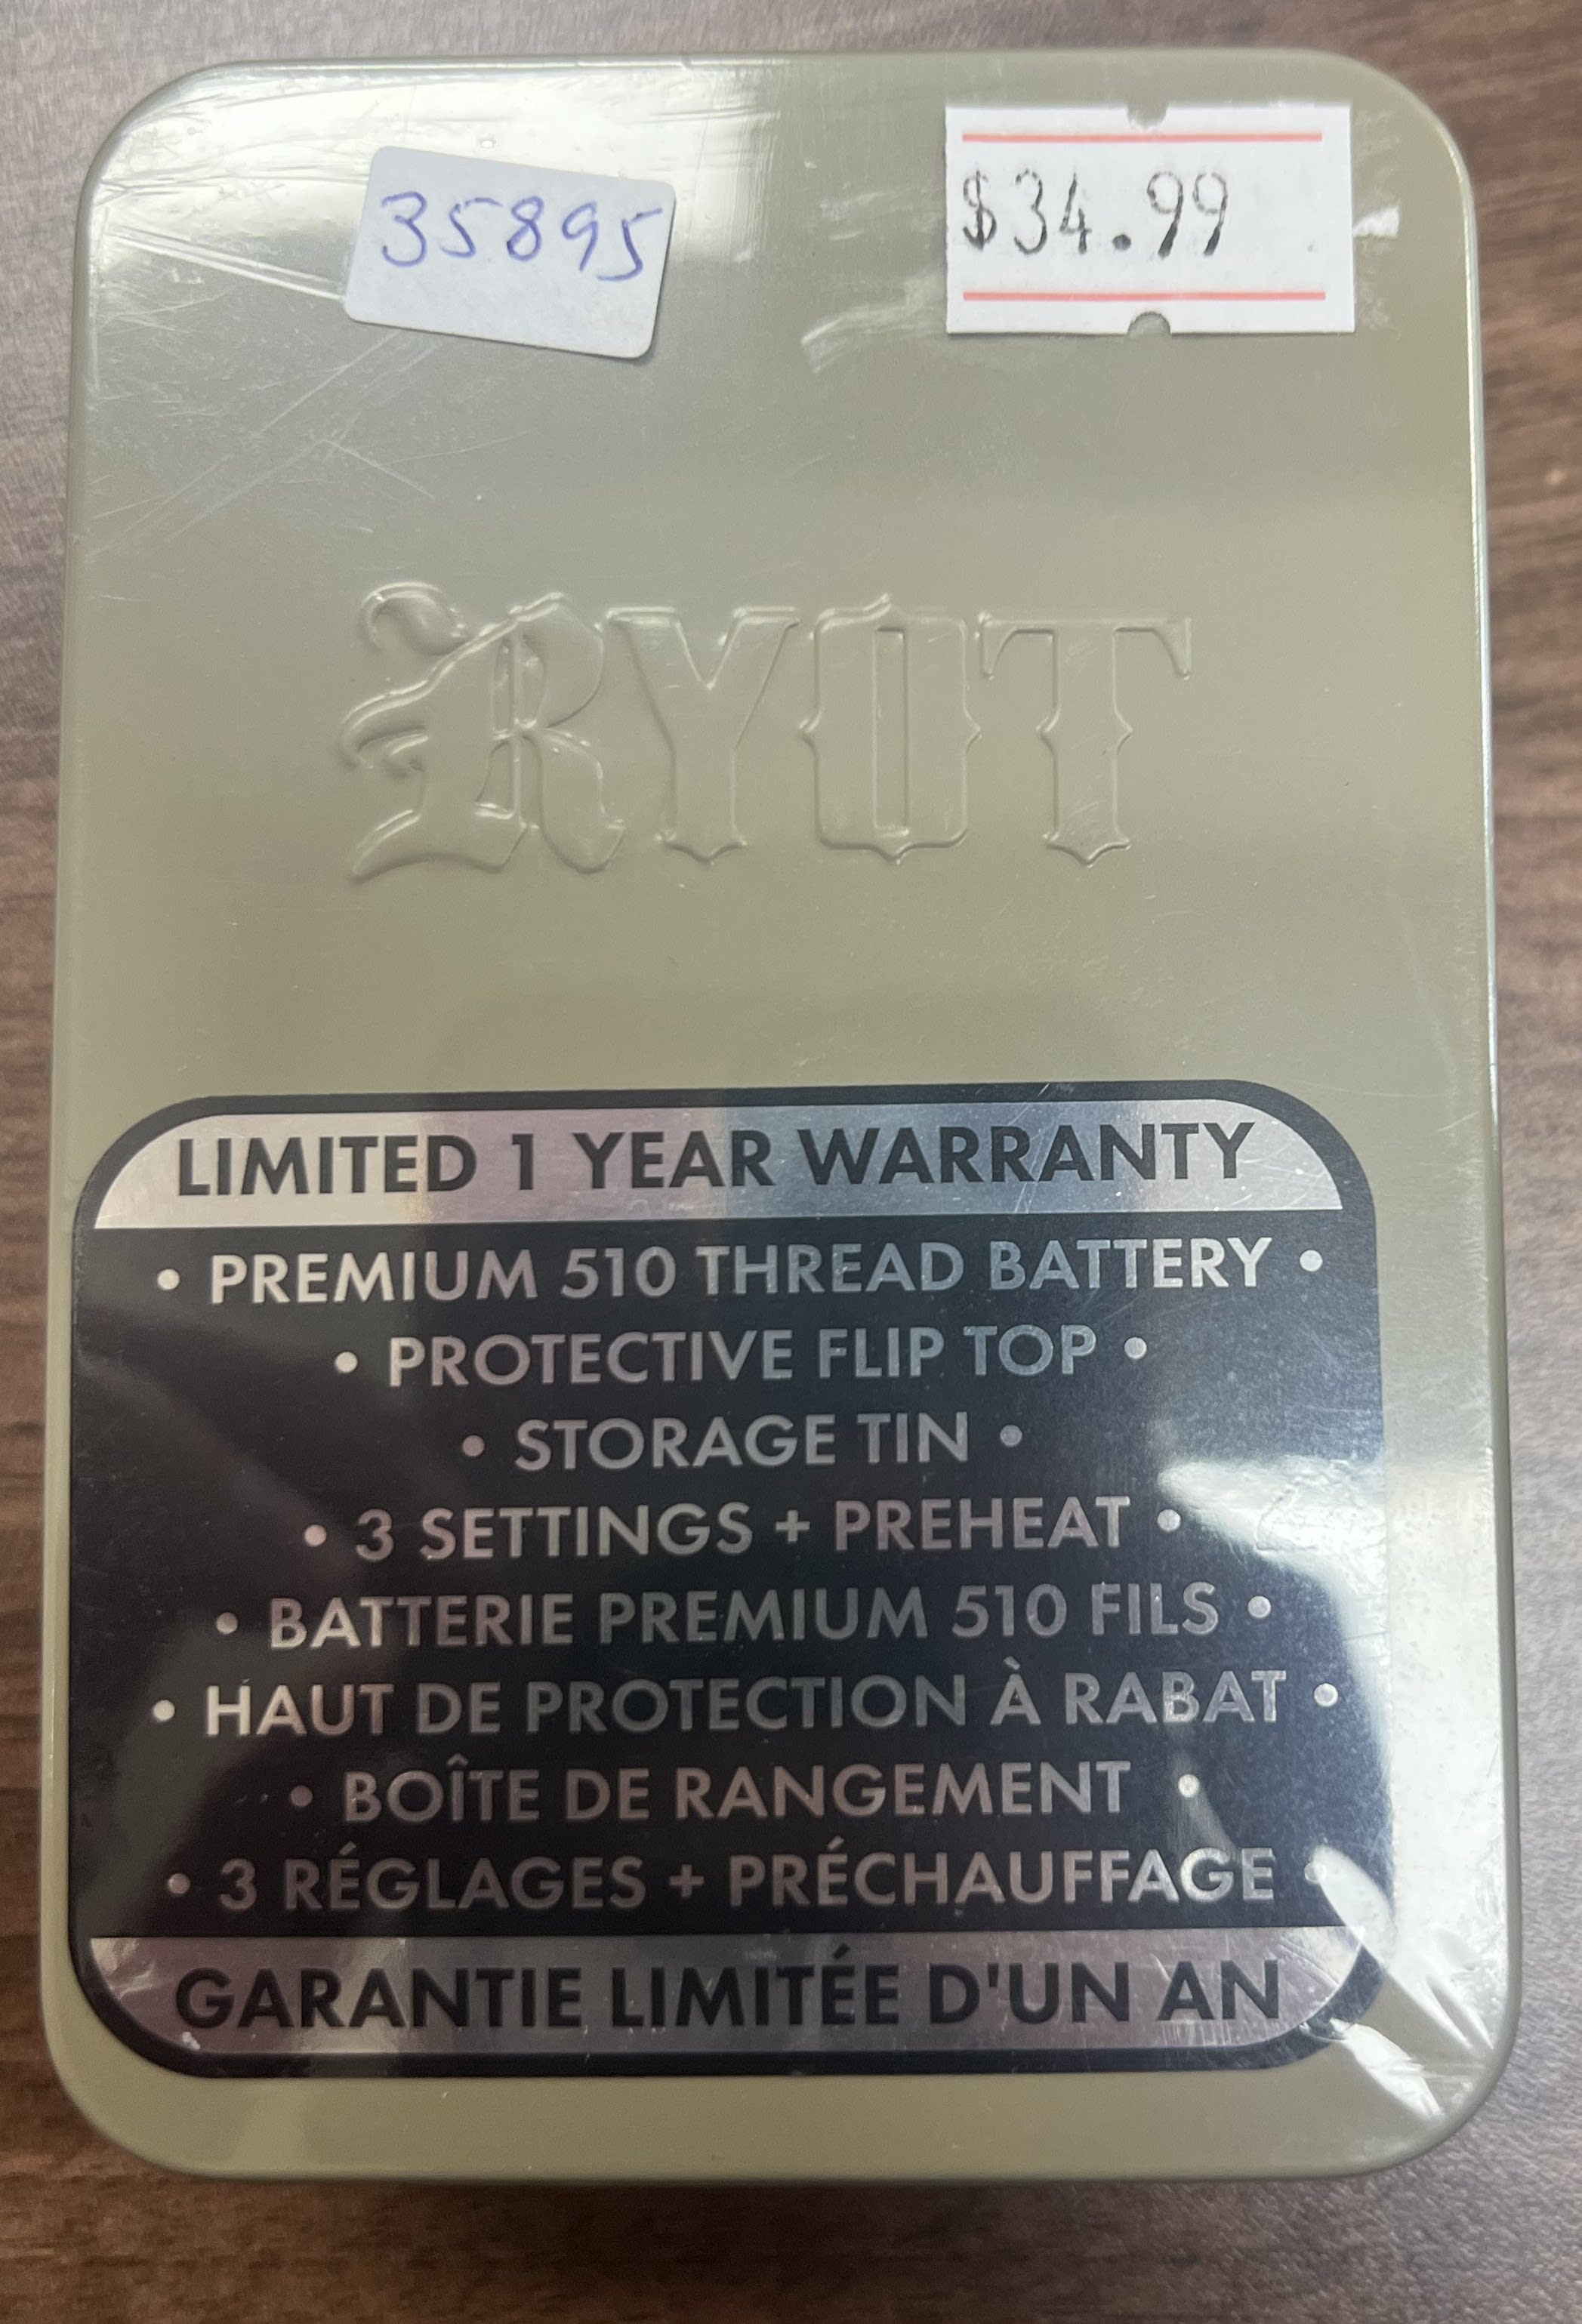 35895
$34.99
RYOT
LIMITED 1 YEAR WARRANTY
• PREMIUM 510 THREAD BATTERY •
• PROTECTIVE FLIP TOP •
• STORAGE TIN •
• 3 SETTINGS + PREHEAT •
• BATTERIE PREMIUM 510 FILS •
• HAUT DE PROTECTION À RABAT •
• BOÎTE DE RANGEMENT •
• 3 RÉGLAGES + PRÉCHAUFFAGE •
GARANTIE LIMITÉE D'UN AN